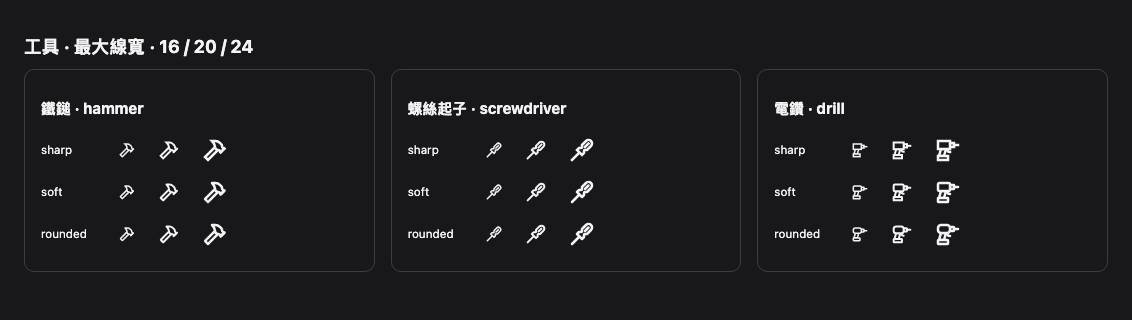 工具 · 最大線寬 · 16 / 20 / 24
鐵鎚 · hammer
sharp
soft
rounded
螺絲起子 · screwdriver
sharp
soft
rounded
電鑽 · drill
sharp
soft
rounded